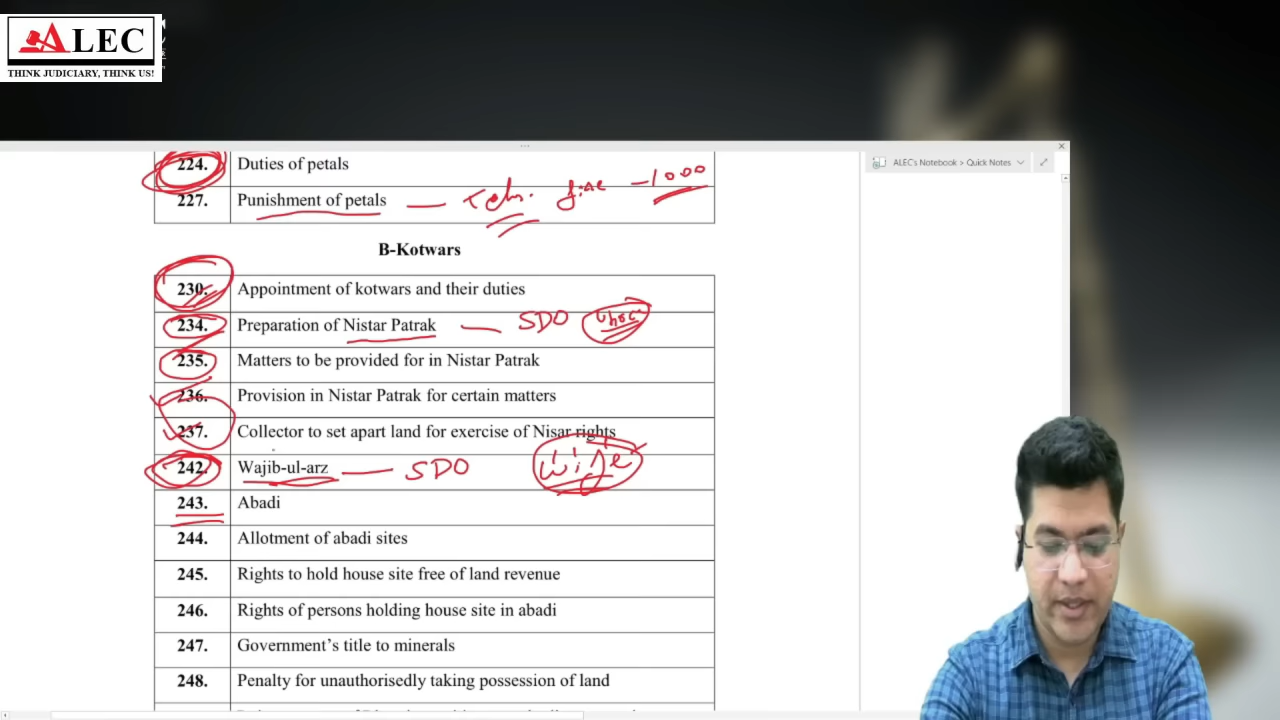 ALEC
THINK JUDICIARY, THINK US!
ALEC's Notebook > Quick Notes
224. Duties of petals
227. Punishment of petals — Teh. fine -1000
B-Kotwars
230. Appointment of kotwars and their duties
234. Preparation of Nistar Patrak — SDO
235. Matters to be provided for in Nistar Patrak
236. Provision in Nistar Patrak for certain matters
237. Collector to set apart land for exercise of Nisar rights
242. Wajib-ul-arz — SDO
243. Abadi
244. Allotment of abadi sites
245. Rights to hold house site free of land revenue
246. Rights of persons holding house site in abadi
247. Government's title to minerals
248. Penalty for unauthorisedly taking possession of land